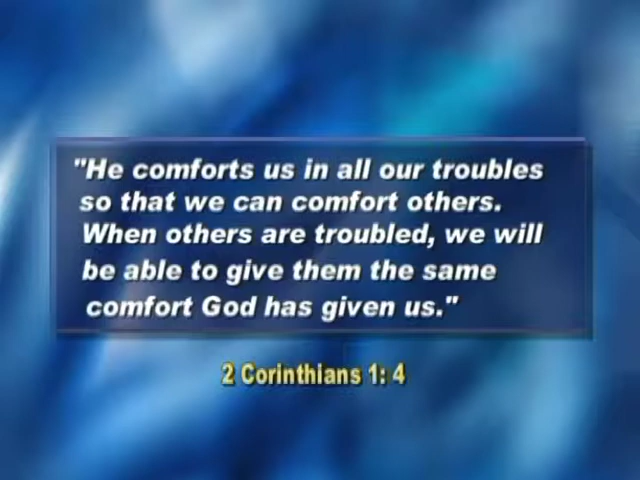 "He comforts us in all our troubles
so that we can comfort others.
When others are troubled, we will
be able to give them the same
comfort God has given us."
2 Corinthians 1: 4